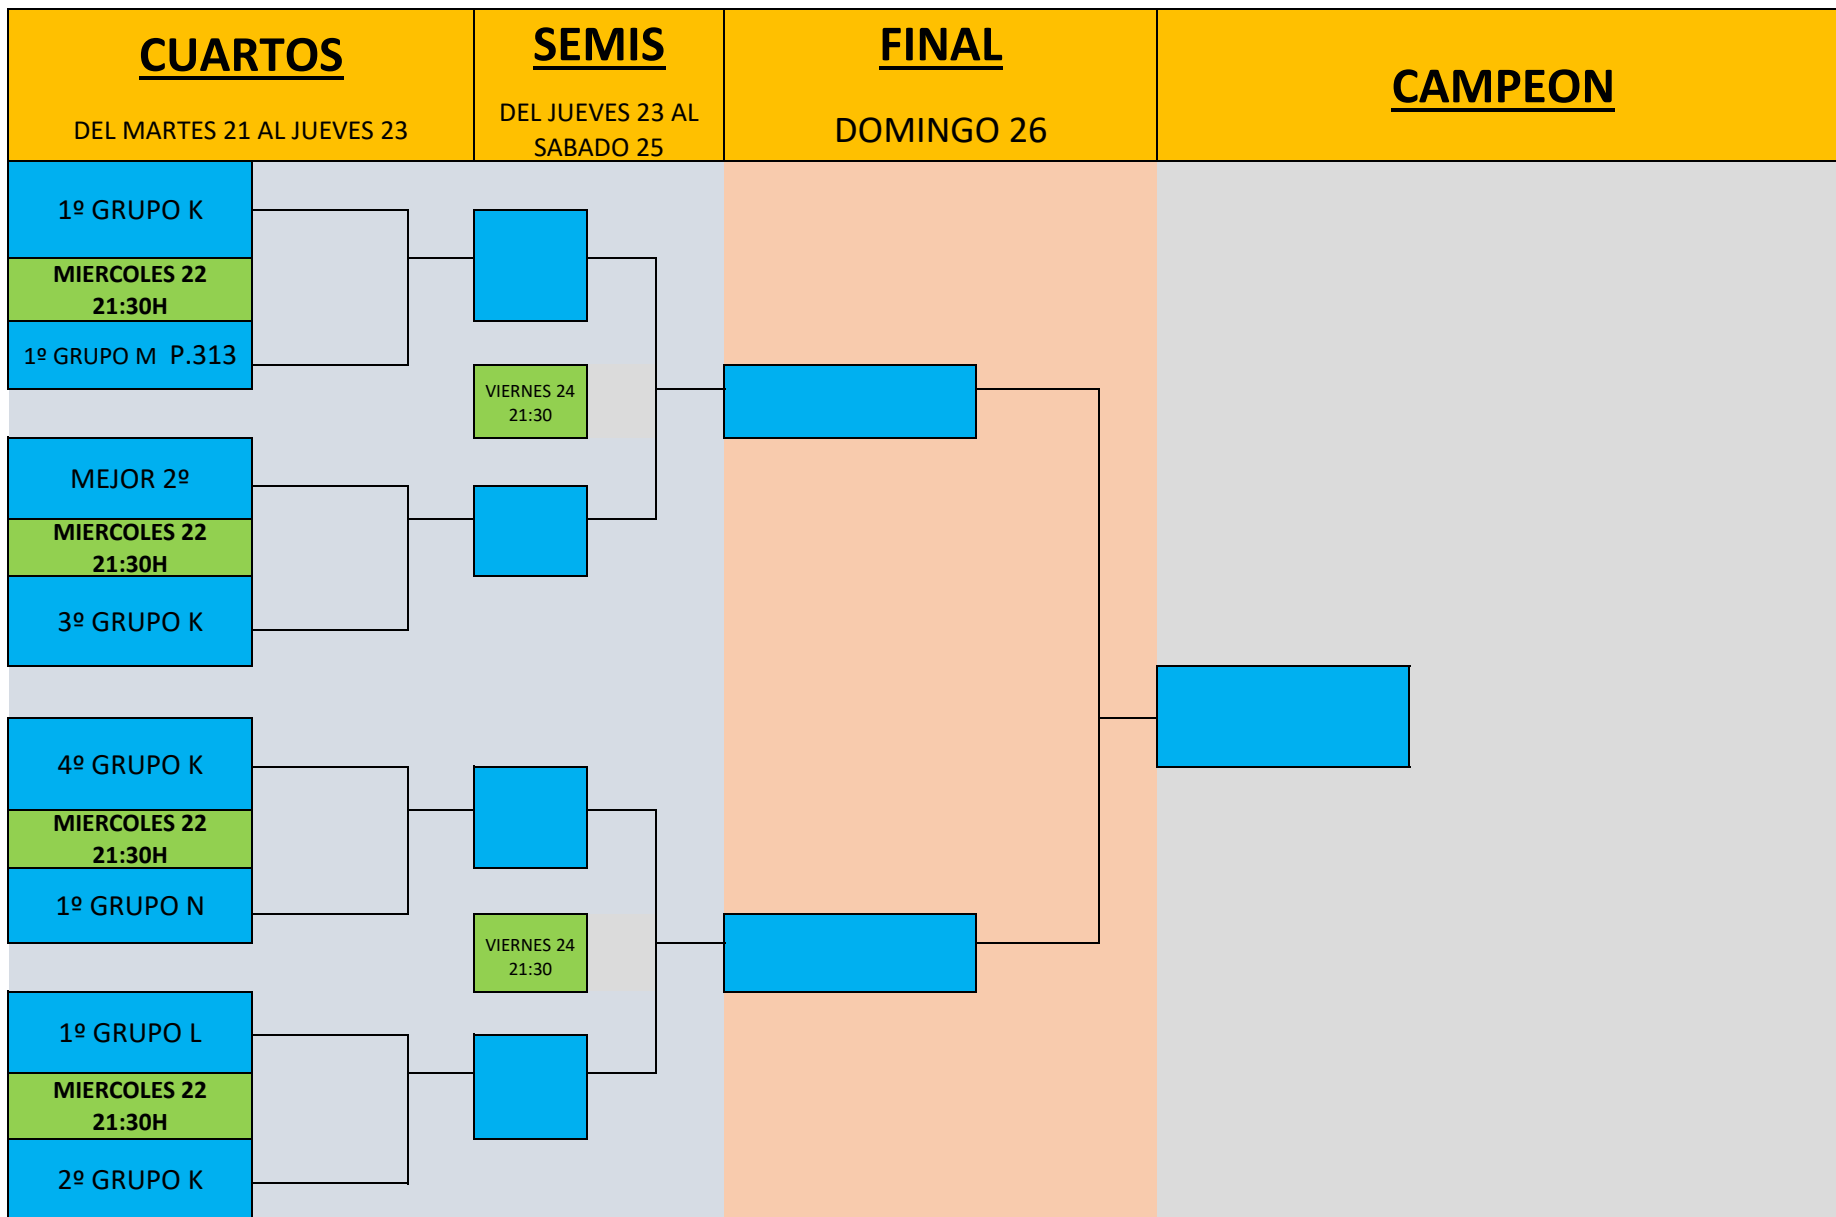 CUARTOS
DEL MARTES 21 AL JUEVES 23
SEMIS
DEL JUEVES 23 AL
SABADO 25
FINAL
DOMINGO 26
CAMPEON
1º GRUPO K
MIERCOLES 22
21:30H
1º GRUPO M P.313
VIERNES 24
21:30
MEJOR 2º
MIERCOLES 22
21:30H
3º GRUPO K
4º GRUPO K
MIERCOLES 22
21:30H
1º GRUPO N
VIERNES 24
21:30
1º GRUPO L
MIERCOLES 22
21:30H
2º GRUPO K